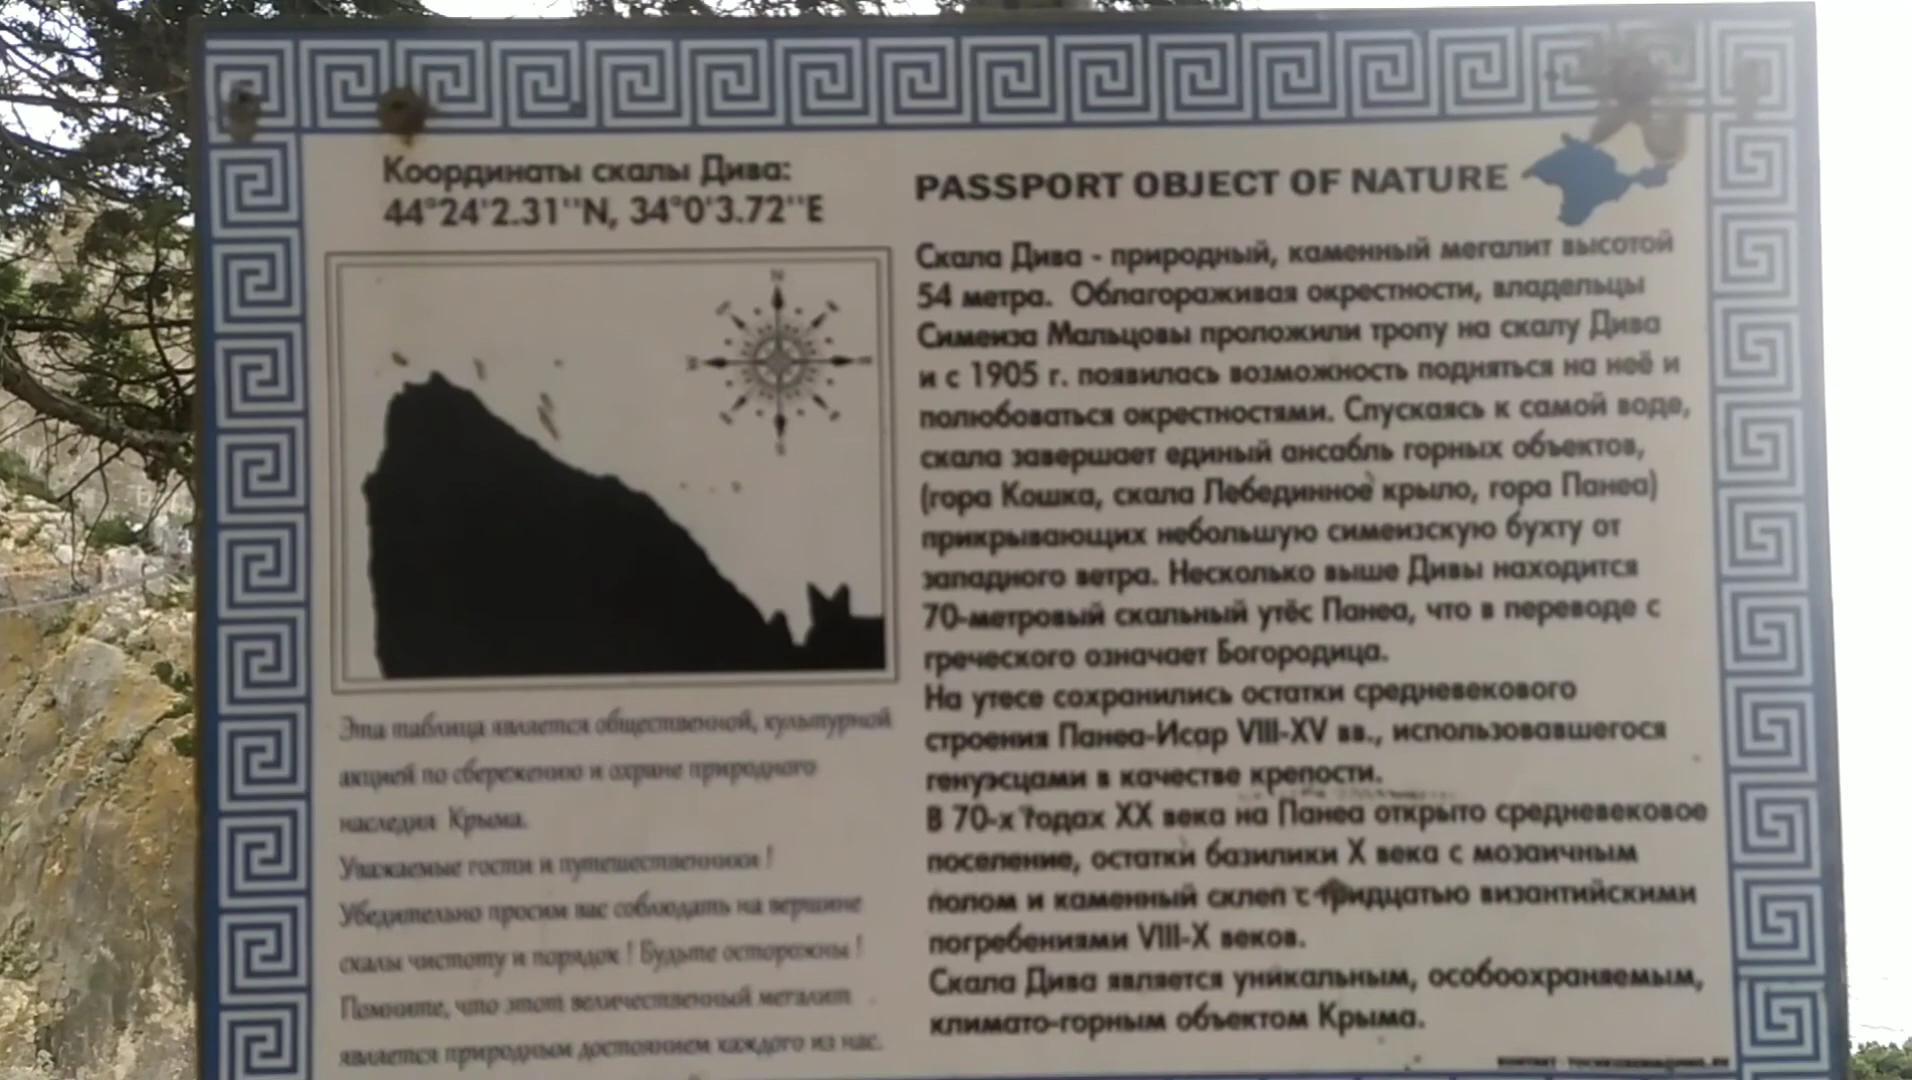 Координаты скалы Дива:
44°24'2.31''N, 34°0'3.72''E
N
S
Эта таблица является общественной, культурной
акцией по сбережению и охране природного
наследия Крыма.
Уважаемые гости и путешественники !
Убедительно просим вас соблюдать на вершине
скалы чистоту и порядок ! Будьте осторожны !
Помните, что этот величественный мегалит
является природным достоянием каждого из нас.
PASSPORT OBJECT OF NATURE
Скала Дива - природный, каменный мегалит высотой
54 метра. Облагораживая окрестности, владельцы
Симеиза Мальцовы проложили тропу на скалу Дива
и с 1905 г. появилась возможность подняться на неё и
полюбоваться окрестностями. Спускаясь к самой воде,
скала завершает единый ансабль горных объектов,
(гора Кошка, скала Лебединное крыло, гора Панеа)
прикрывающих небольшую симеизскую бухту от
западного ветра. Несколько выше Дивы находится
70-метровый скальный утёс Панеа, что в переводе с
греческого означает Богородица.
На утесе сохранились остатки средневекового
строения Панеа-Исар VIII-XV вв., использовавшегося
генуэсцами в качестве крепости.
В 70-х годах XX века на Панеа открыто средневековое
поселение, остатки базилики X века с мозаичным
полом и каменный склеп с тридцатью византийскими
погребениями VIII-X веков.
Скала Дива является уникальным, особоохраняемым,
климато-горным объектом Крыма.